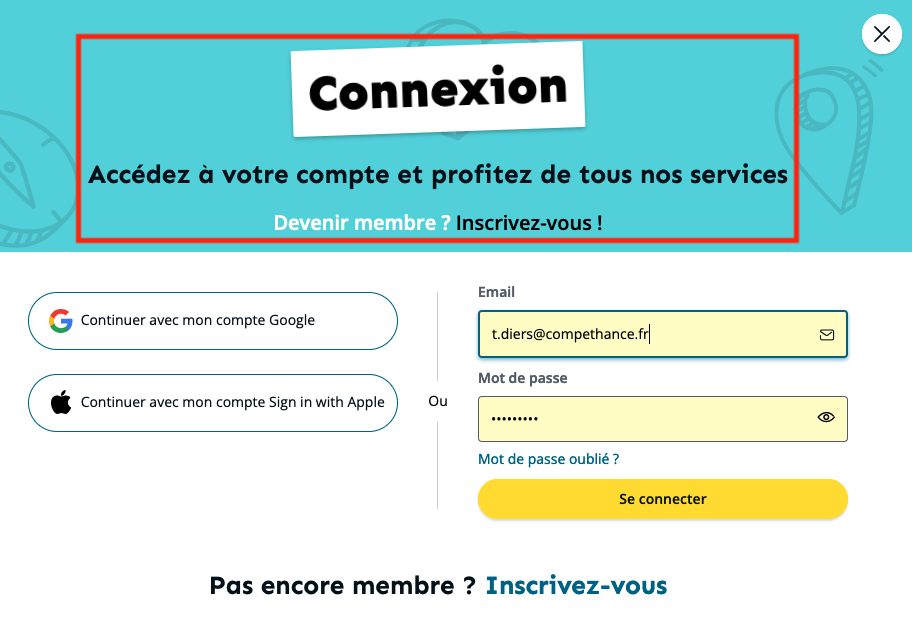 Connexion
Accédez à votre compte et profitez de tous nos services
Devenir membre ? Inscrivez-vous !
Continuer avec mon compte Google
Continuer avec mon compte Sign in with Apple
Ou
Email
t.diers@compethance.fr
Mot de passe
•••••••••
Mot de passe oublié ?
Se connecter
Pas encore membre ? Inscrivez-vous